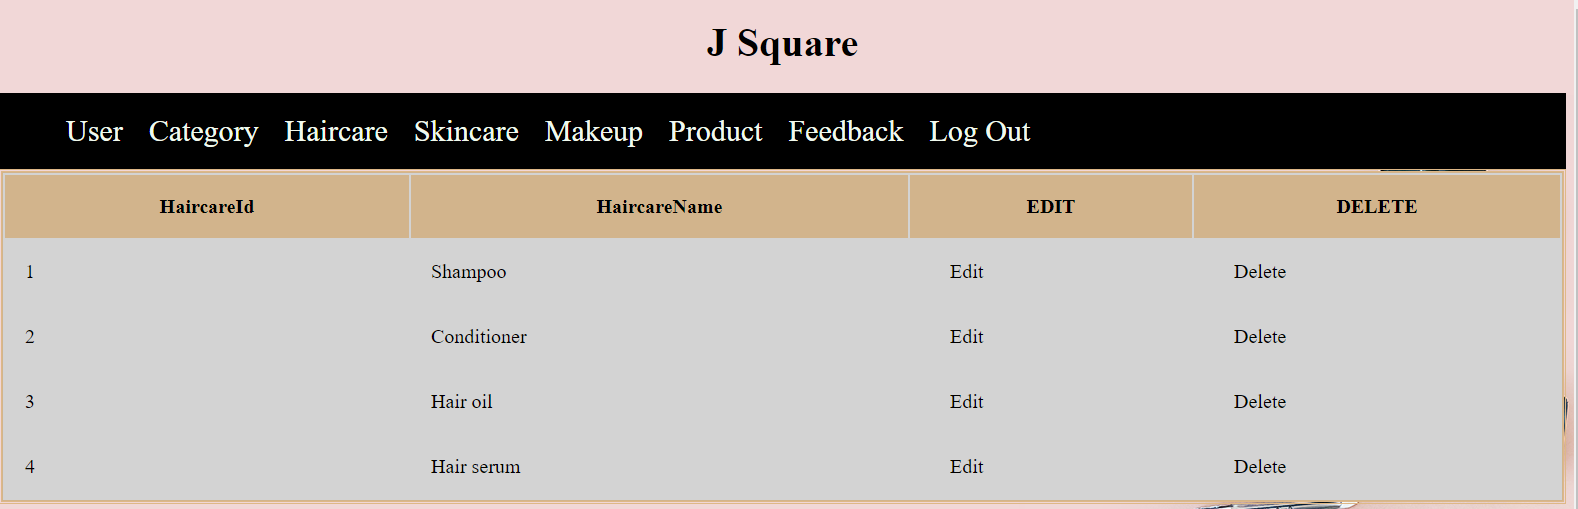 J Square
User Category Haircare Skincare Makeup Product Feedback Log Out
HaircareId HaircareName EDIT DELETE
1 Shampoo Edit Delete
2 Conditioner Edit Delete
3 Hair oil Edit Delete
4 Hair serum Edit Delete